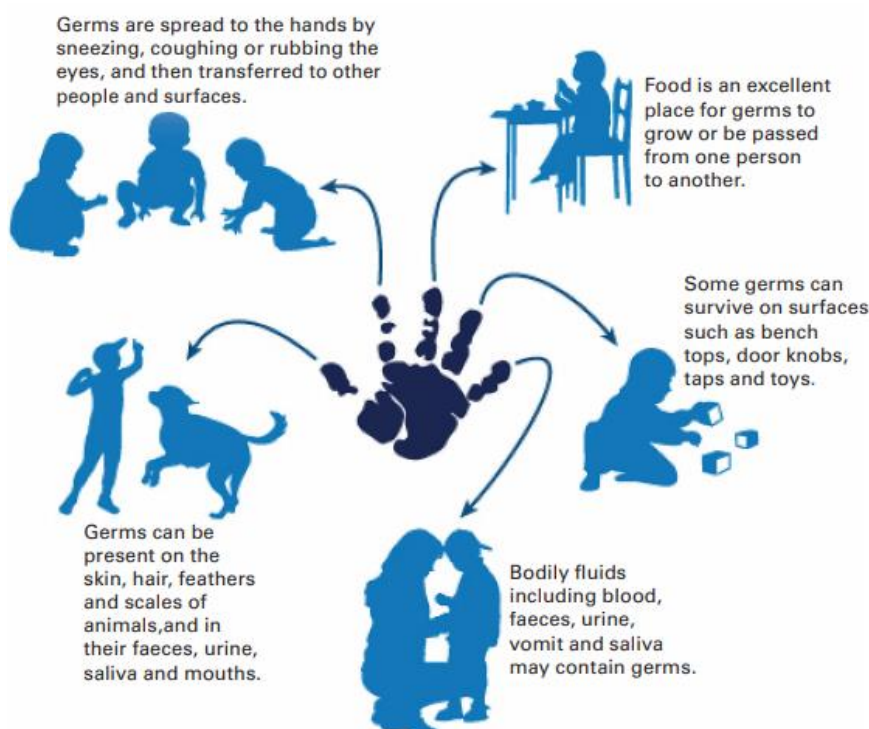 Germs are spread to the hands by
sneezing, coughing or rubbing the
eyes, and then transferred to other
people and surfaces.
Food is an excellent
place for germs to
grow or be passed
from one person
to another.
Some germs can
survive on surfaces
such as bench
tops, door knobs,
taps and toys.
Germs can be
present on the
skin, hair, feathers
and scales of
animals,and in
their faeces, urine,
saliva and mouths.
Bodily fluids
including blood,
faeces, urine,
vomit and saliva
may contain germs.